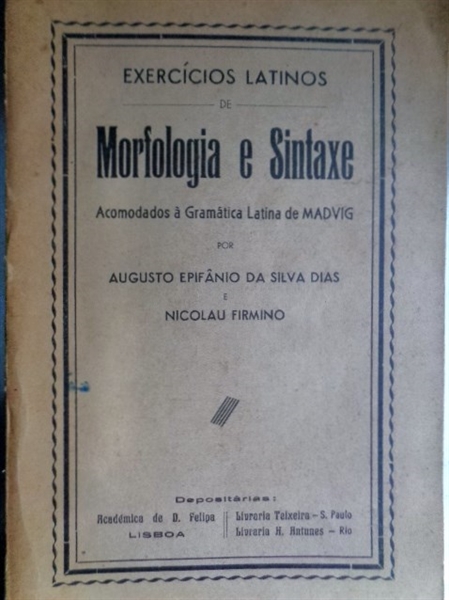 EXERCÍCIOS LATINOS
DE
Morfologia e Sintaxe
Acomodados à Gramática Latina de MADVIG
POR
AUGUSTO EPIFÂNIO DA SILVA DIAS
E
NICOLAU FIRMINO
Depositárias:
Académica de D. Felipa
LISBOA
Livraria Teixeira – S. Paulo
Livraria H. Antunes – Rio